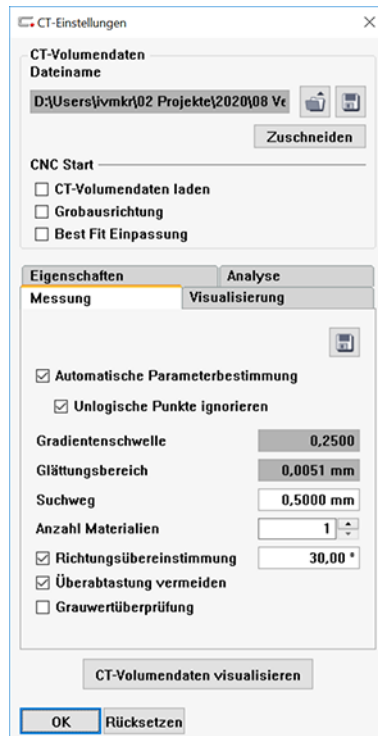 CT-Einstellungen
CT-Volumendaten
Dateiname
D:\Users\ivmkr\02 Projekte\2020\08 Ve
Zuschneiden
CNC Start
CT-Volumendaten laden
Grobausrichtung
Best Fit Einpassung
Eigenschaften Analyse
Messung Visualisierung
Automatische Parameterbestimmung
Unlogische Punkte ignorieren
Gradientenschwelle 0,2500
Glättungsbereich 0,0051 mm
Suchweg 0,5000 mm
Anzahl Materialien 1
Richtungsübereinstimmung 30,00 °
Überabtastung vermeiden
Grauwertüberprüfung
CT-Volumendaten visualisieren
OK Rücksetzen